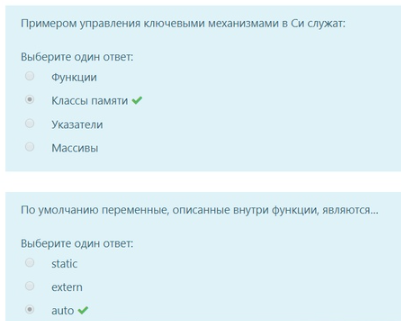 Примером управления ключевыми механизмами в Си служат:
Выберите один ответ:
Функции
Классы памяти
Указатели
Массивы
По умолчанию переменные, описанные внутри функции, являются...
Выберите один ответ:
static
extern
auto